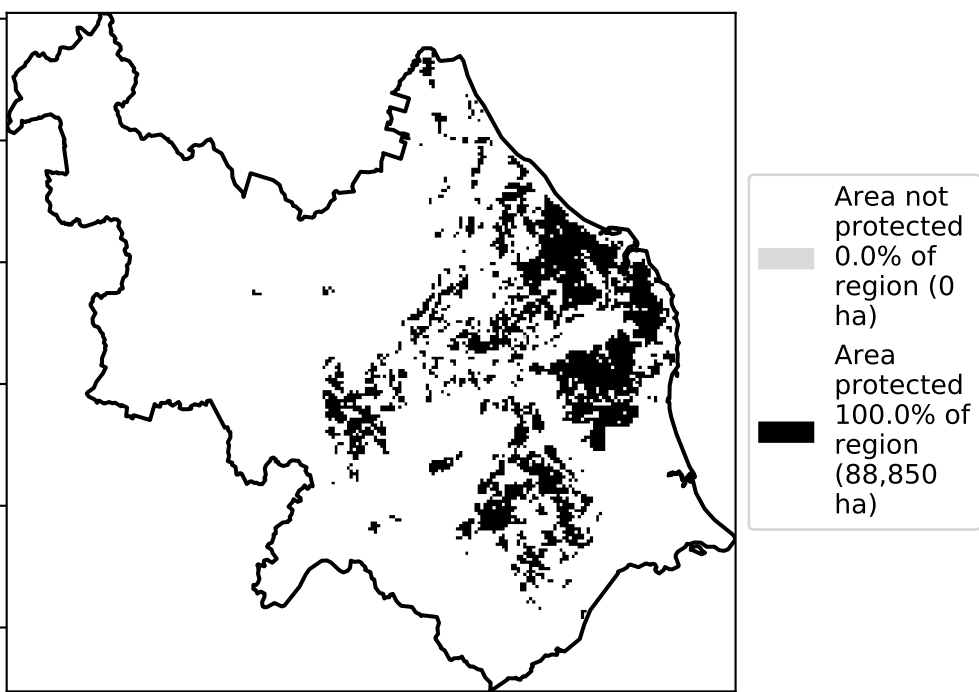 Area not
protected
0.0% of
region (0
ha)
Area
protected
100.0% of
region
(88,850
ha)